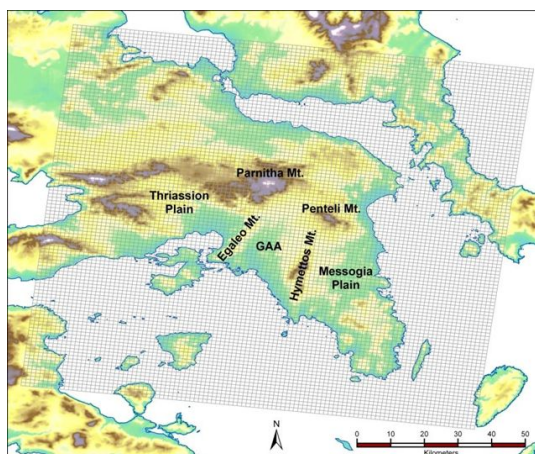 Parnitha Mt.
Thriassion
Plain
Penteli Mt.
Egaleo Mt.
GAA
Hymettos Mt.
Messogia
Plain
N
0 10 20 30 40 50
Kilometers